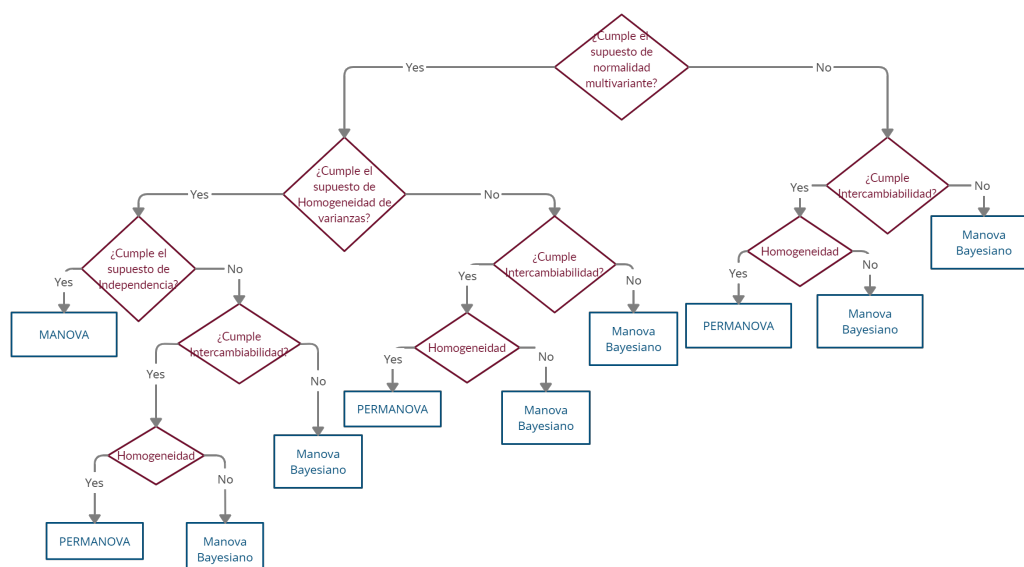 ¿Cumple el
supuesto de
normalidad
multivariante?
Yes
No
¿Cumple el
supuesto de
Homogeneidad de
varianzas?
Yes
No
¿Cumple
Intercambiabilidad?
Yes
No
Manova
Bayesiano
¿Cumple el
supuesto de
Independencia?
Yes
No
¿Cumple
Intercambiabilidad?
Yes
No
Homogeneidad
Yes
No
MANOVA
¿Cumple
Intercambiabilidad?
Yes
No
Homogeneidad
Yes
No
Manova
Bayesiano
PERMANOVA
Manova
Bayesiano
PERMANOVA
Manova
Bayesiano
Homogeneidad
Yes
No
Manova
Bayesiano
PERMANOVA
Manova
Bayesiano